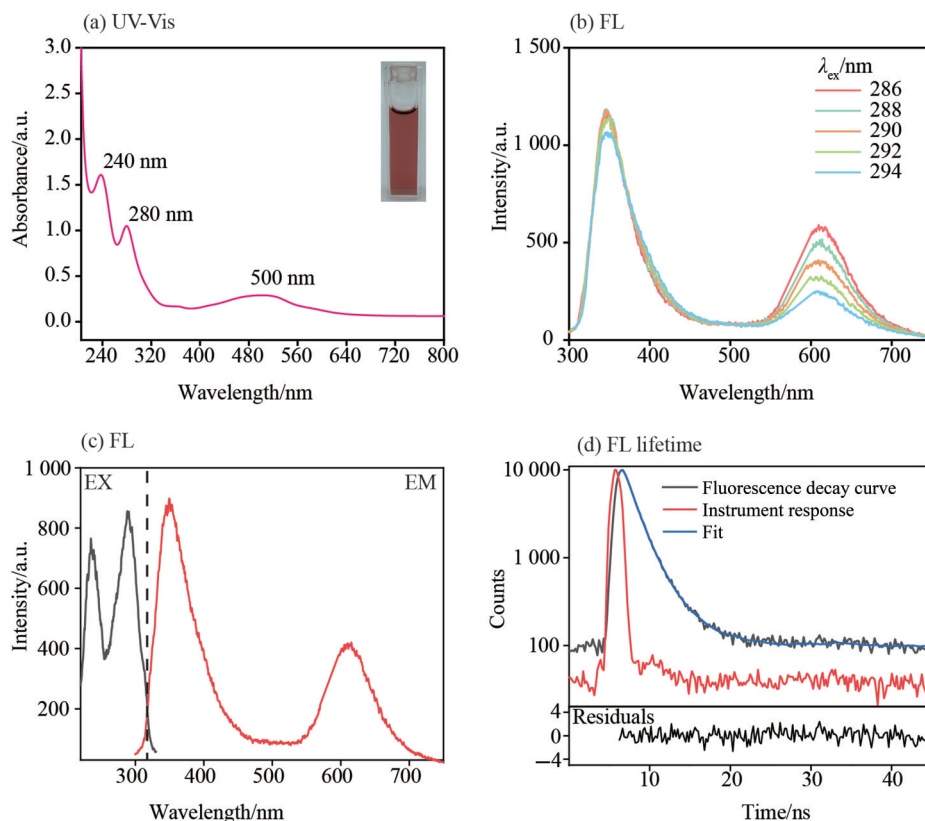 (a) UV-Vis
3.0
2.5
2.0
1.5
1.0
0.5
0.0
Absorbance/a.u.
240 nm
280 nm
500 nm
240 320 400 480 560 640 720 800
Wavelength/nm
(b) FL
1 500
1 000
500
0
Intensity/a.u.
λex/nm
286
288
290
292
294
300 400 500 600 700
Wavelength/nm
(c) FL
1 000
800
600
400
200
Intensity/a.u.
EX
EM
300 400 500 600 700
Wavelength/nm
(d) FL lifetime
10 000
1 000
100
Counts
Fluorescence decay curve
Instrument response
Fit
4
0
−4
Residuals
10 20 30 40
Time/ns